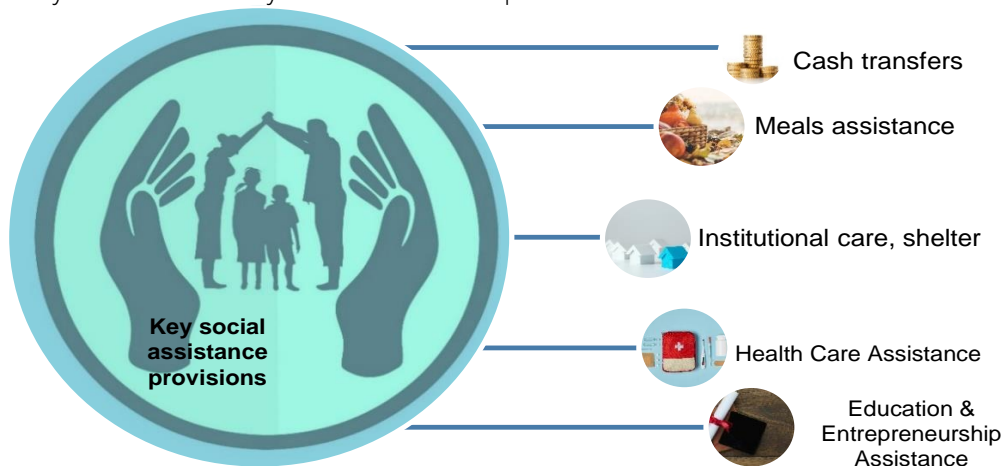 Key social
assistance
provisions
Cash transfers
Meals assistance
Institutional care, shelter
Health Care Assistance
Education &
Entrepreneurship
Assistance